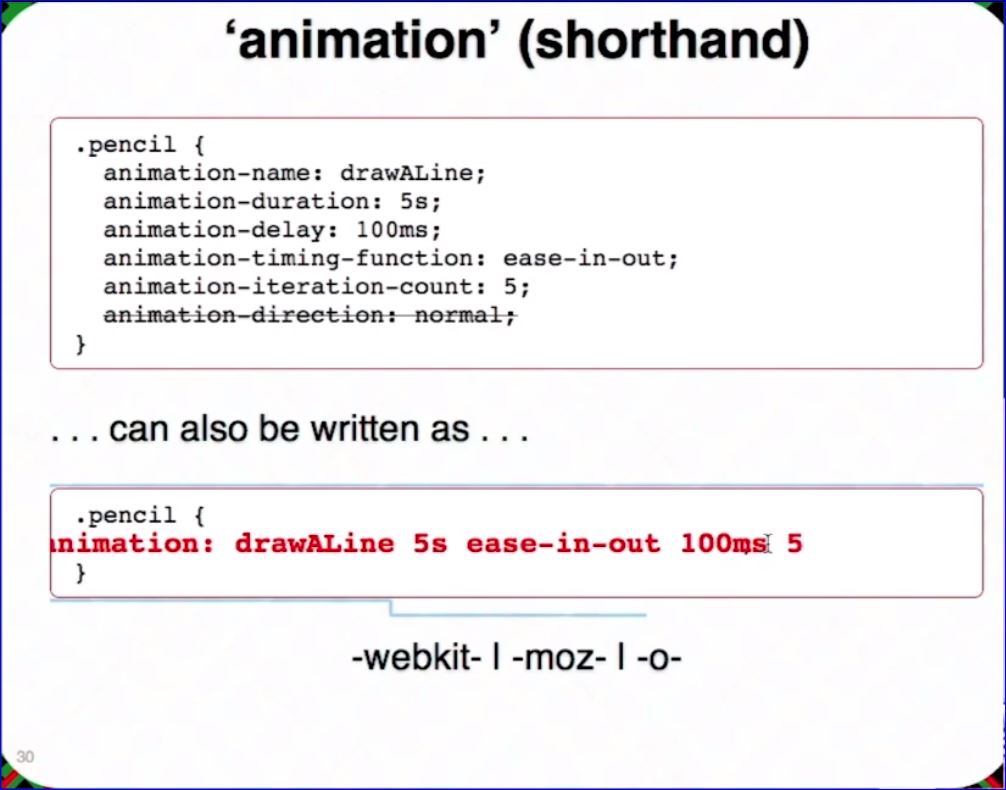 ‘animation’ (shorthand)
.pencil {
animation-name: drawALine;
animation-duration: 5s;
animation-delay: 100ms;
animation-timing-function: ease-in-out;
animation-iteration-count: 5;
animation-direction: normal;
}
. . . can also be written as . . .
.pencil {
animation: drawALine 5s ease-in-out 100ms 5
}
-webkit- | -moz- | -o-
30